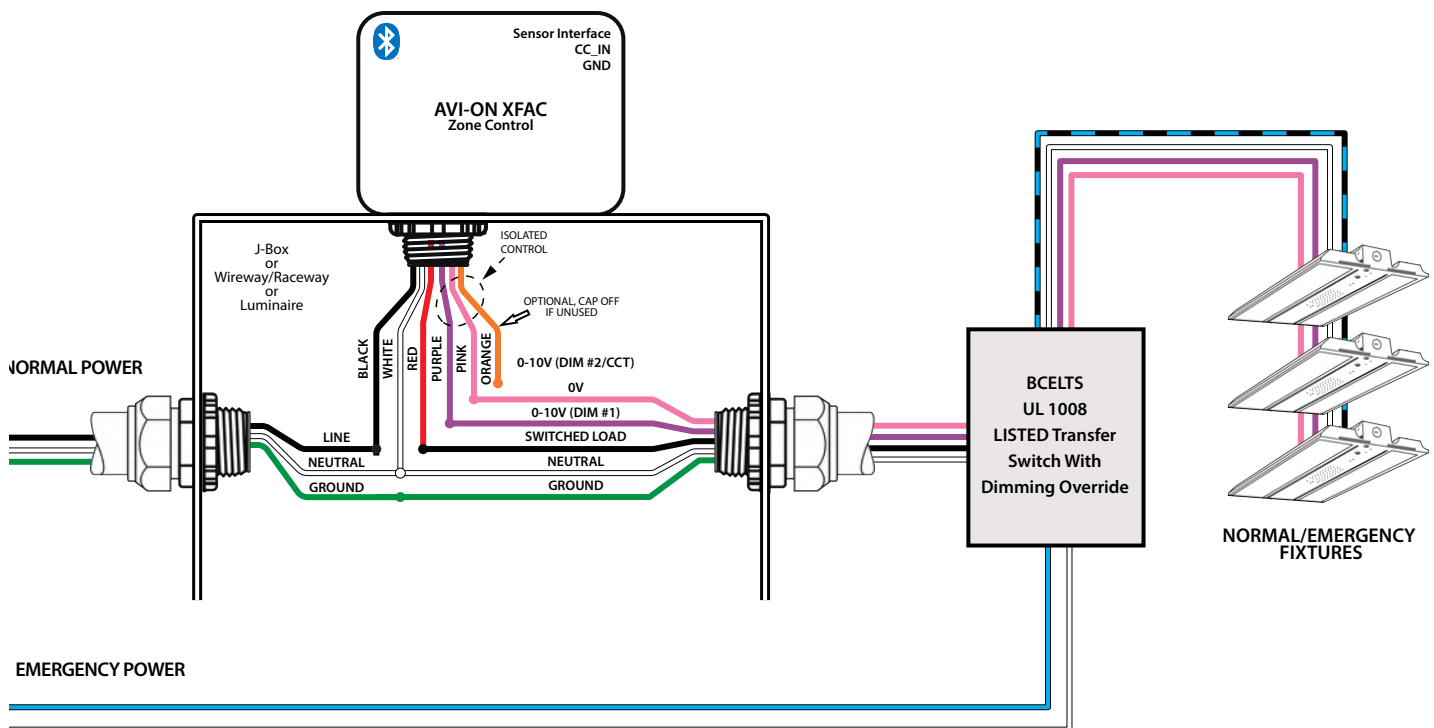 Sensor Interface
CC_IN
GND
AVI-ON XFAC
Zone Control
J-Box
or
Wireway/Raceway
or
Luminaire
ISOLATED
CONTROL
OPTIONAL, CAP OFF
IF UNUSED
BLACK
WHITE
RED
PURPLE
PINK
ORANGE
0-10V (DIM #2/CCT)
0V
0-10V (DIM #1)
SWITCHED LOAD
LINE
NEUTRAL
NEUTRAL
GROUND
GROUND
NORMAL POWER
BCELTS
UL 1008
LISTED Transfer
Switch With
Dimming Override
NORMAL/EMERGENCY
FIXTURES
EMERGENCY POWER